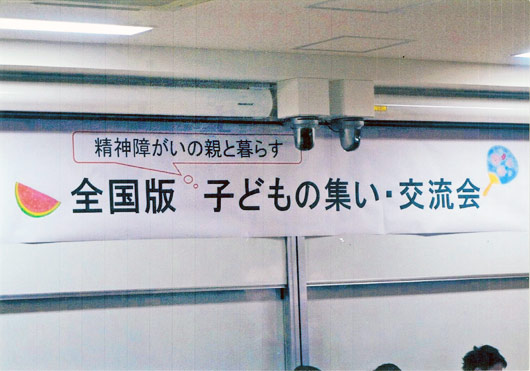 精神障がいの親と暮らす
全国版 子どもの集い・交流会